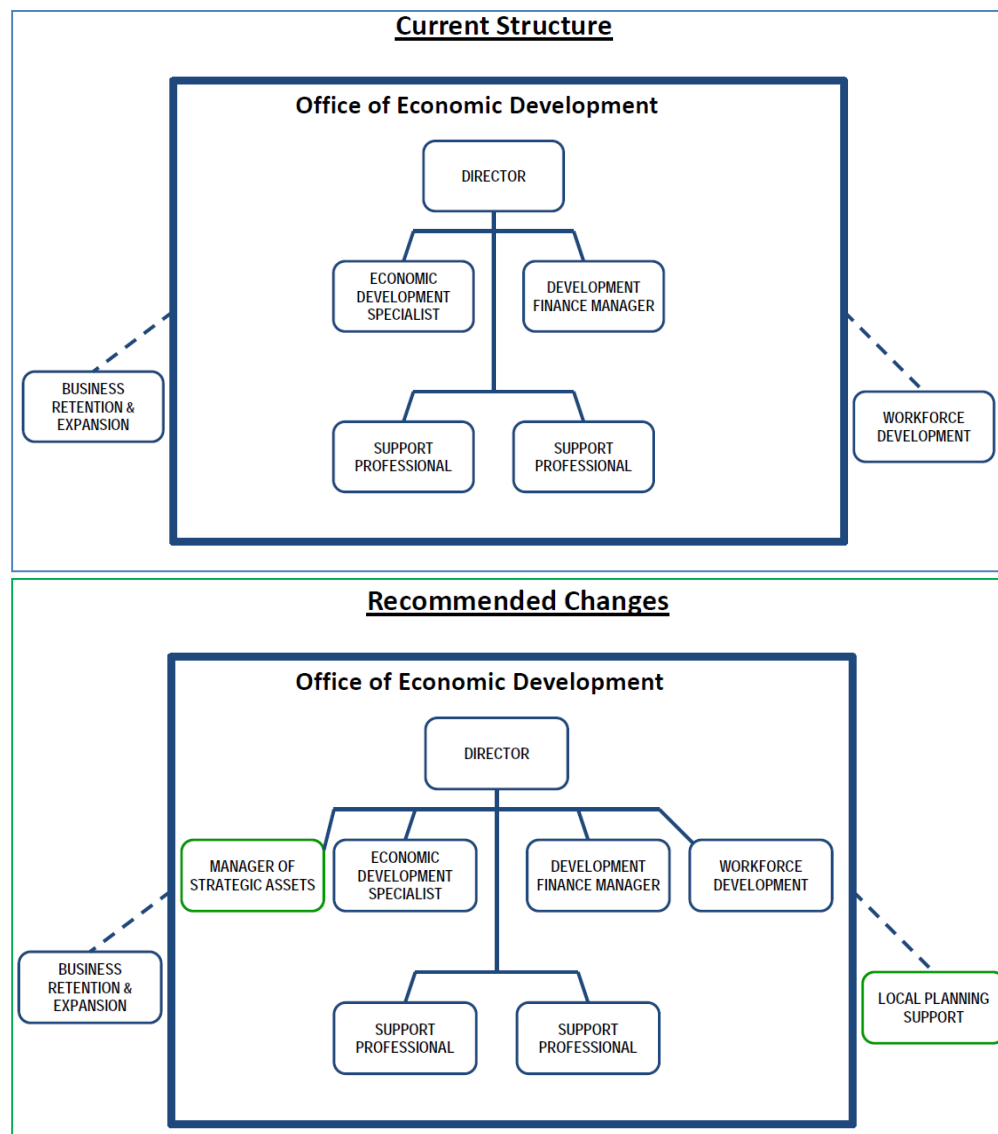 Current Structure
Office of Economic Development
DIRECTOR
ECONOMIC
DEVELOPMENT
SPECIALIST
DEVELOPMENT
FINANCE MANAGER
BUSINESS
RETENTION &
EXPANSION
WORKFORCE
DEVELOPMENT
SUPPORT
PROFESSIONAL
SUPPORT
PROFESSIONAL
Recommended Changes
Office of Economic Development
DIRECTOR
MANAGER OF
STRATEGIC ASSETS
ECONOMIC
DEVELOPMENT
SPECIALIST
DEVELOPMENT
FINANCE MANAGER
WORKFORCE
DEVELOPMENT
BUSINESS
RETENTION &
EXPANSION
LOCAL PLANNING
SUPPORT
SUPPORT
PROFESSIONAL
SUPPORT
PROFESSIONAL